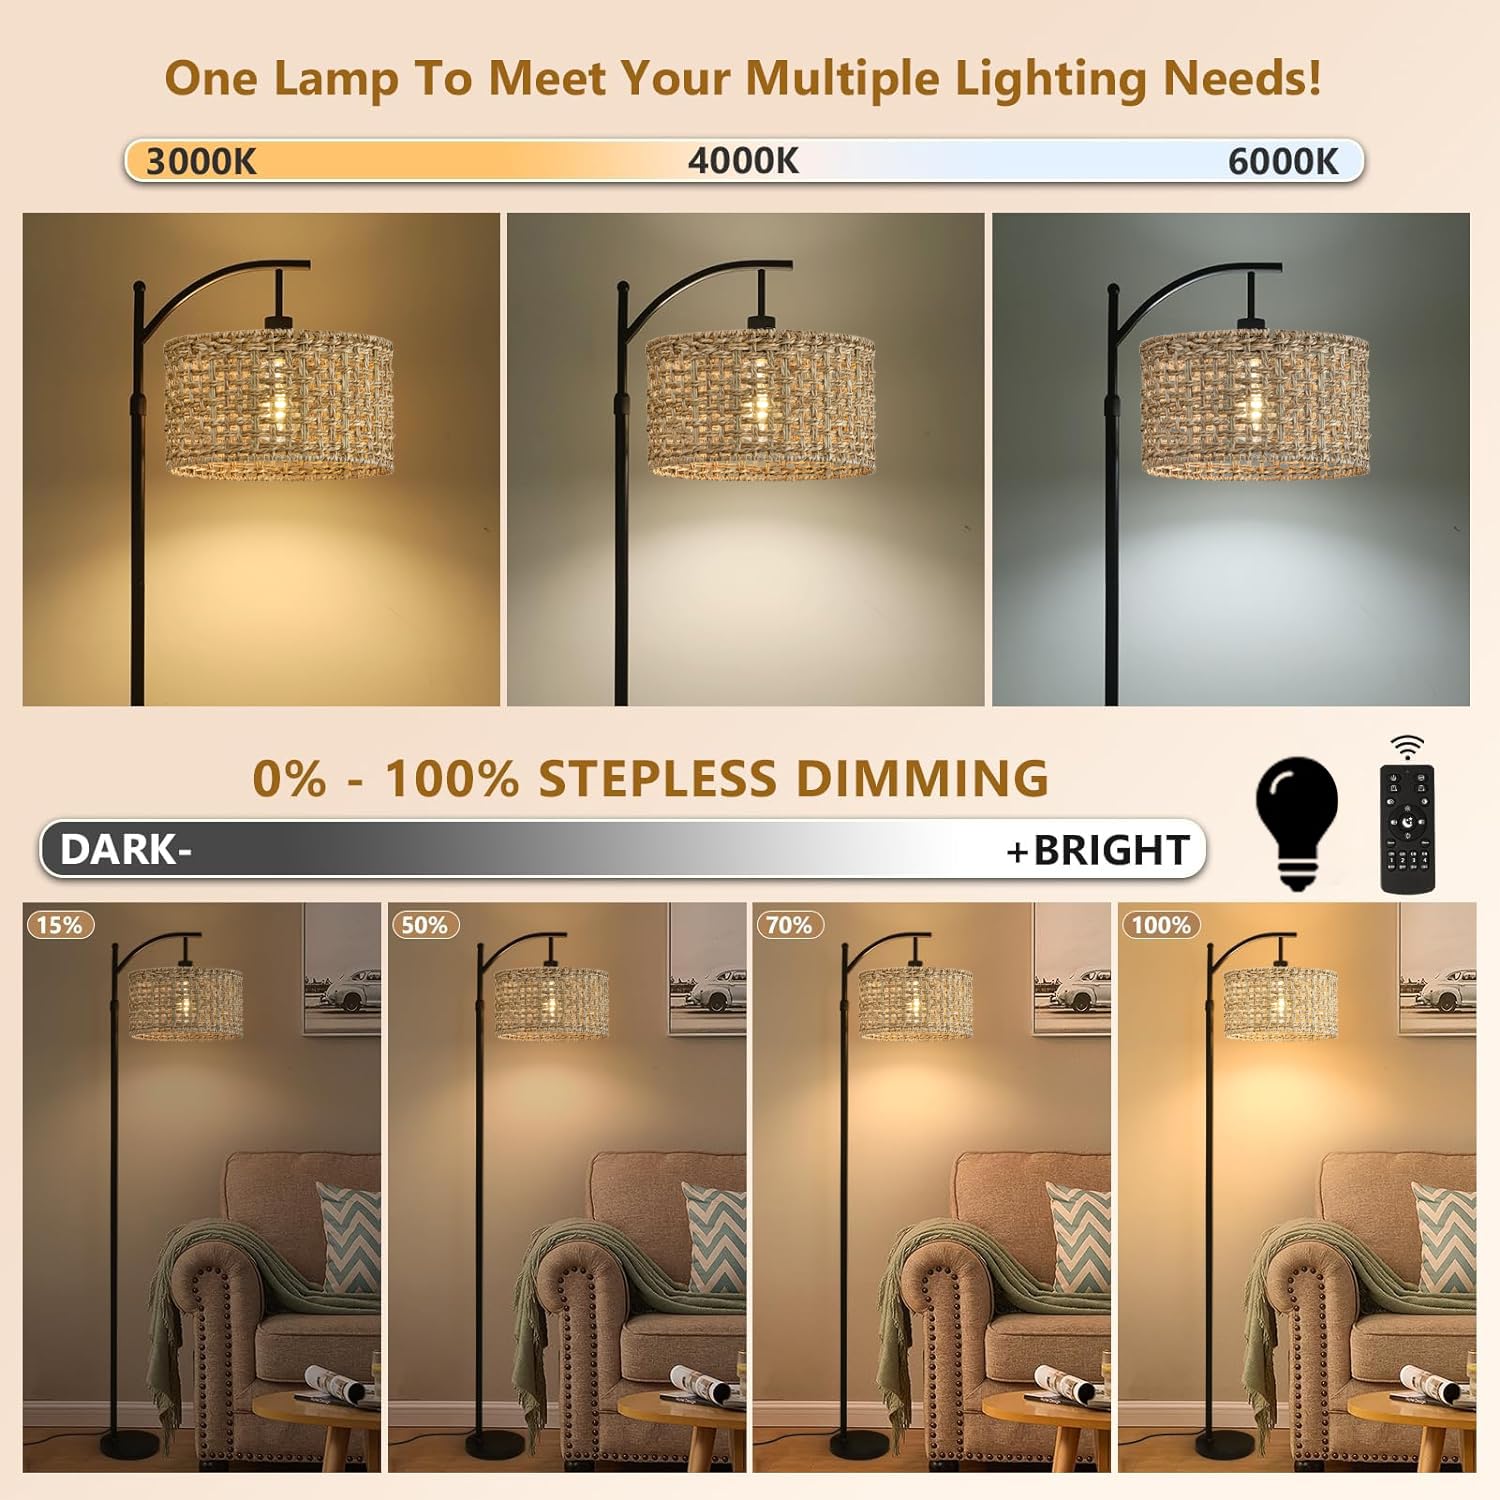 One Lamp To Meet Your Multiple Lighting Needs!
3000K 4000K 6000K
0% - 100% STEPLESS DIMMING
DARK- +BRIGHT
15% 50% 70% 100%